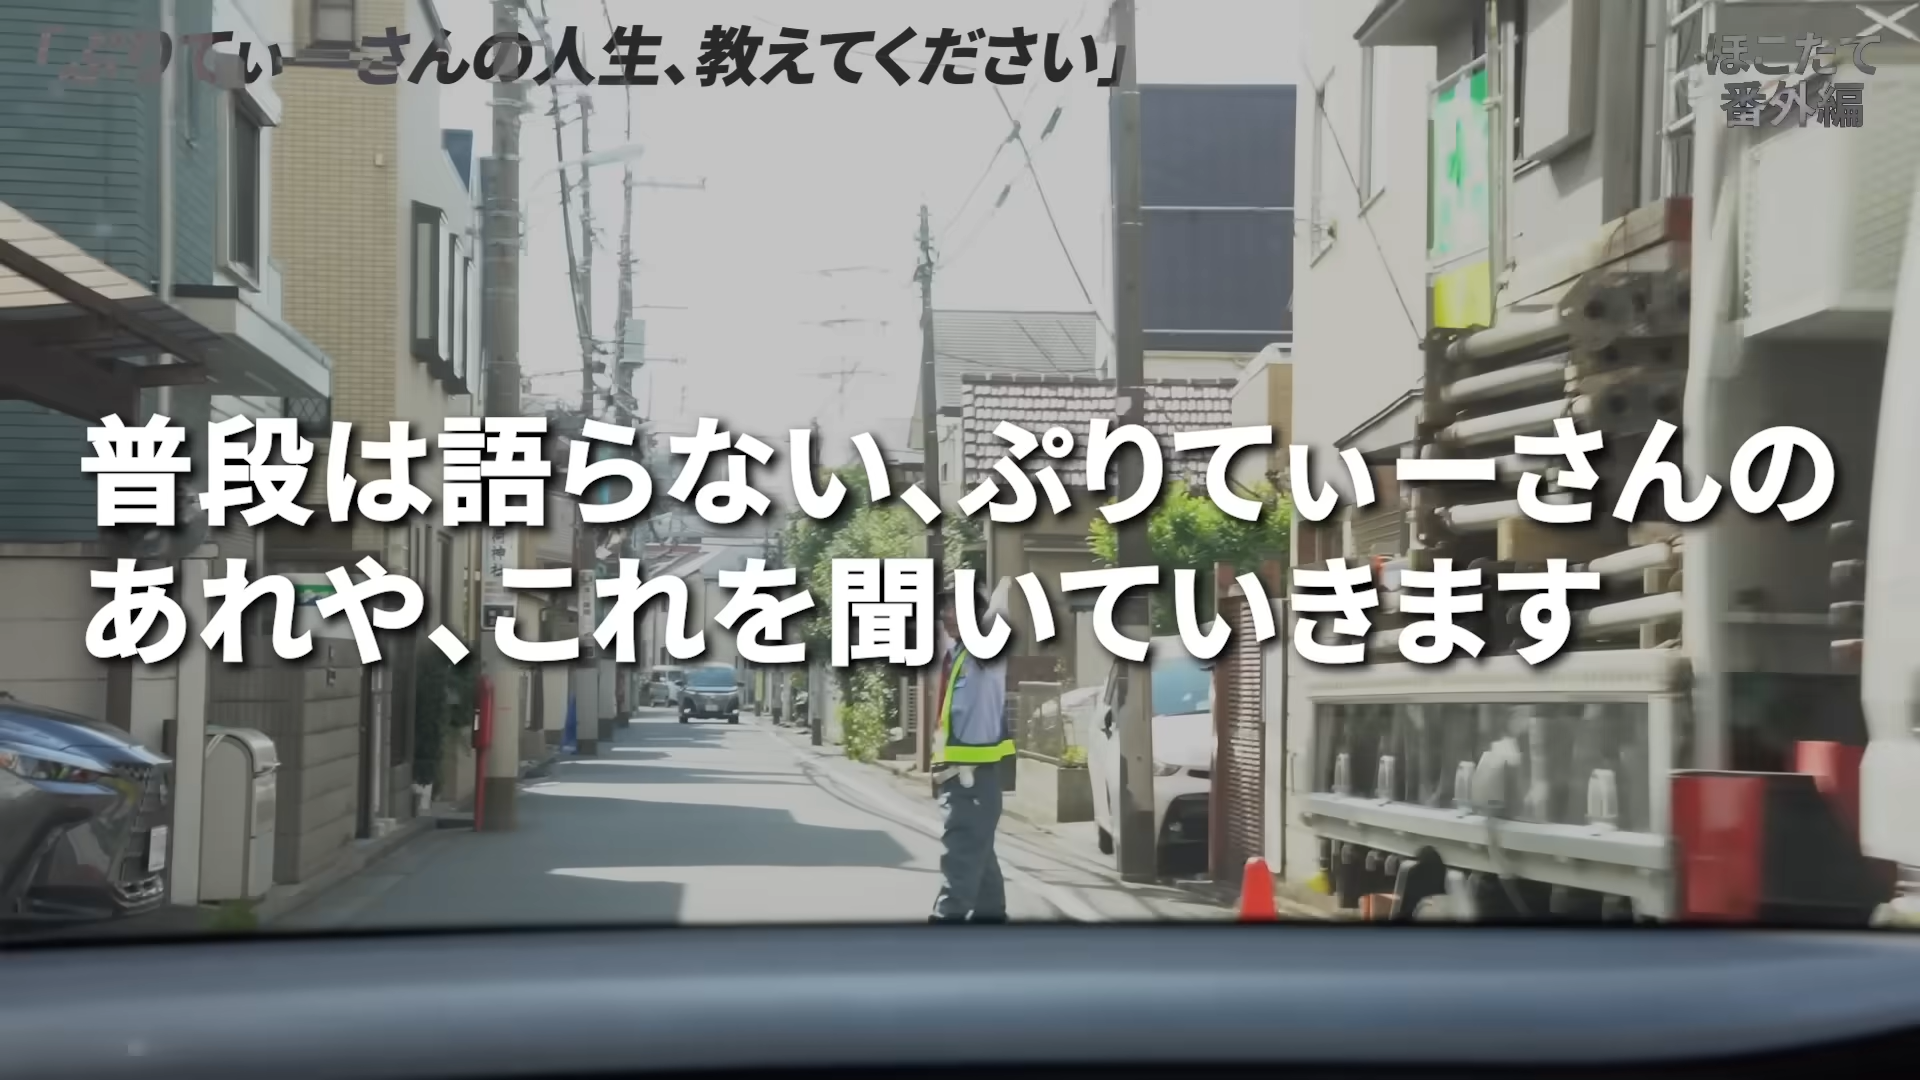 「ぷりてぃーさんの人生、教えてください」
ほこたて
番外編
普段は語らない、ぷりてぃーさんの
あれや、これを聞いていきます
神社